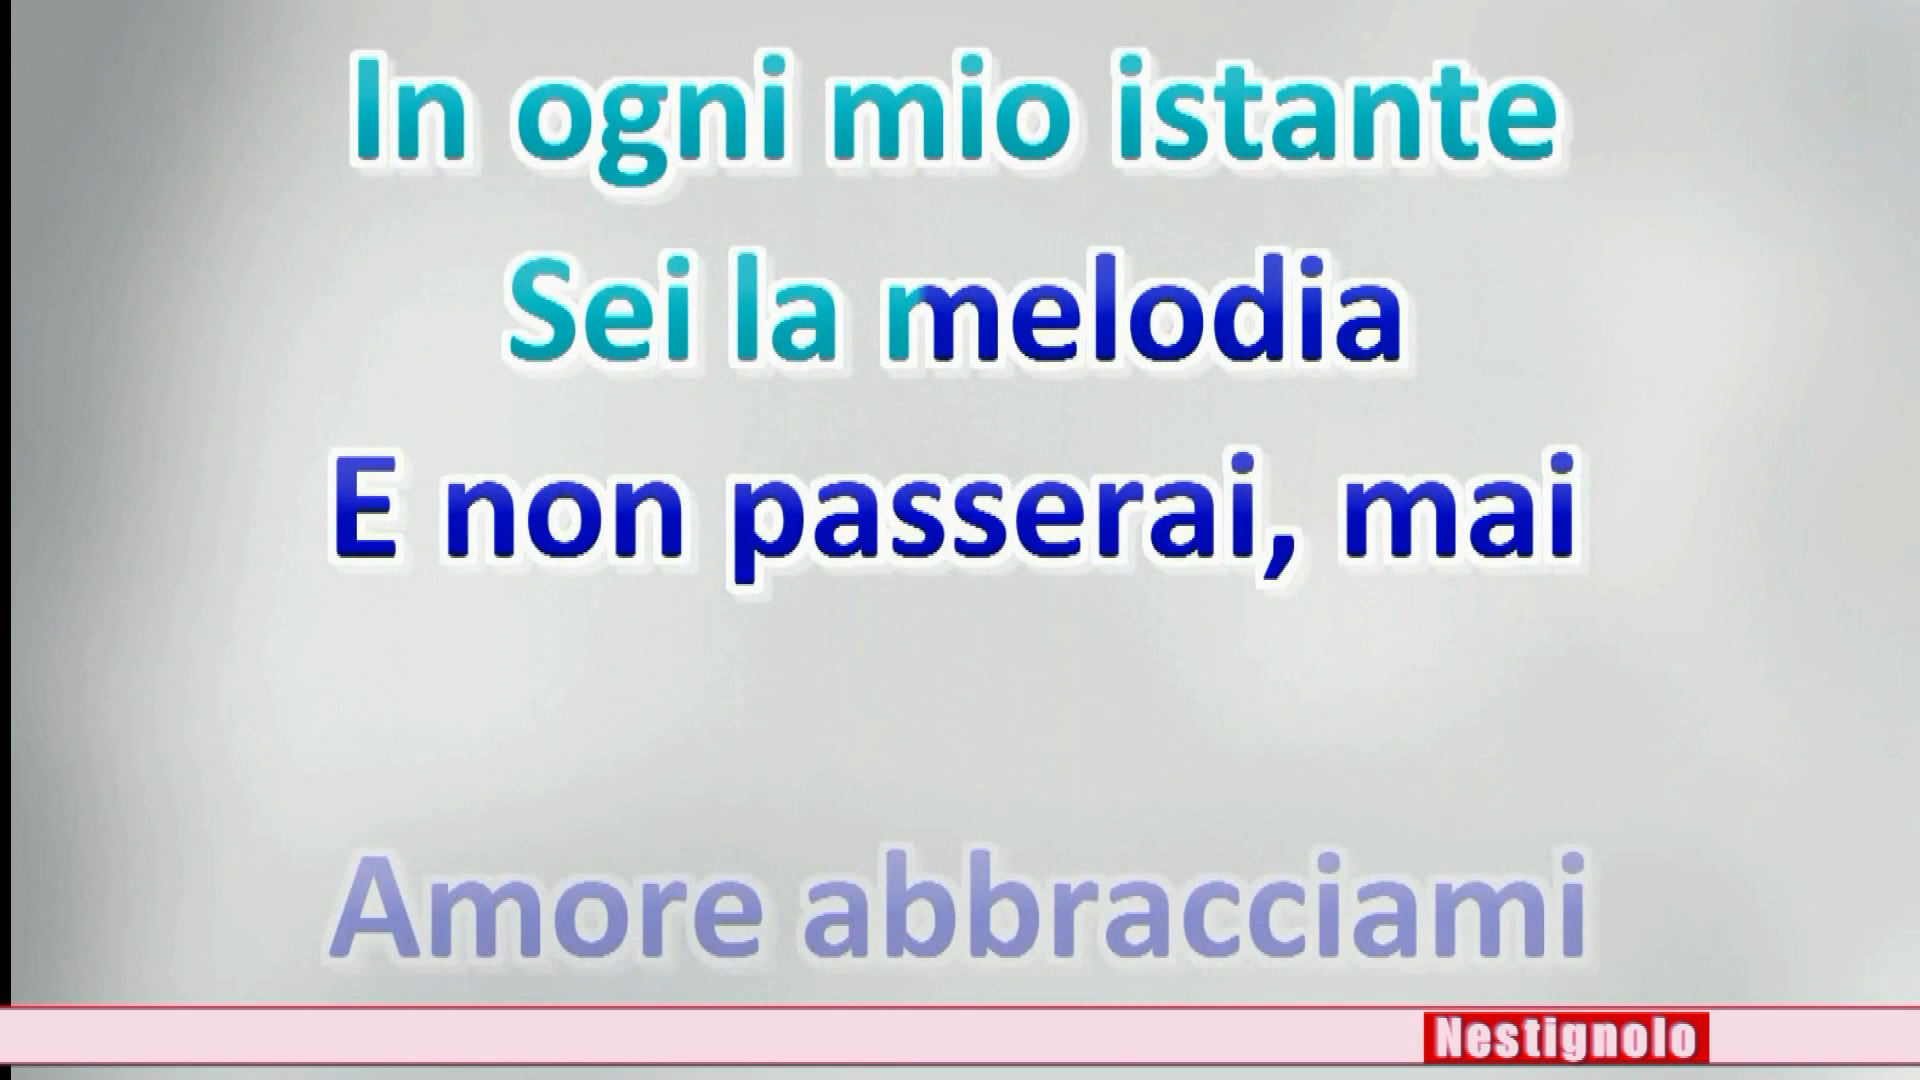 In ogni mio istante
Sei la melodia
E non passerai, mai
Amore abbracciami
Nestignolo